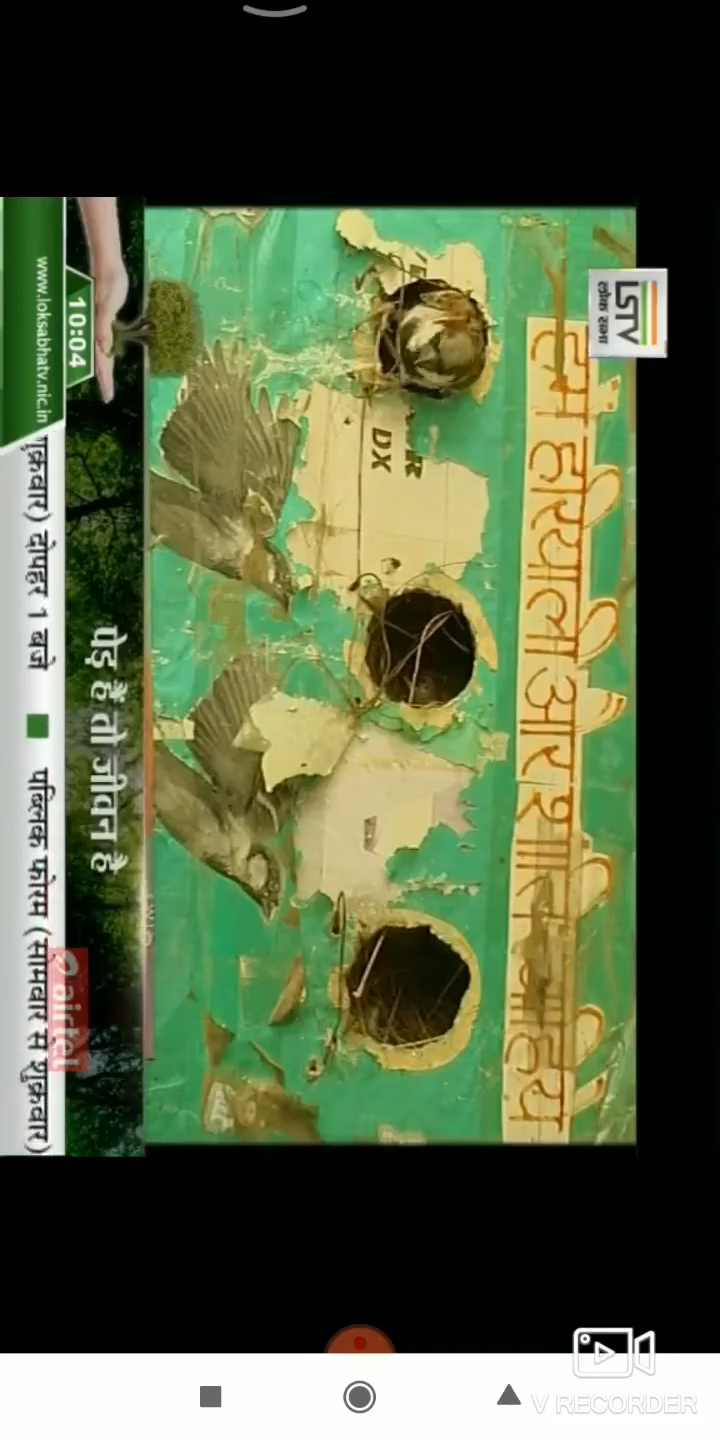 LSTV
लोक सभा
हमें हरियाली और शान्ति चाहिये
R
DX
पेड़ हैं तो जीवन है
10:04
www.loksabhatv.nic.in
शुक्रवार) दोपहर 1 बजे ■ पब्लिक फोरम (सोमवार से शुक्रवार)
airtel
V RECORDER